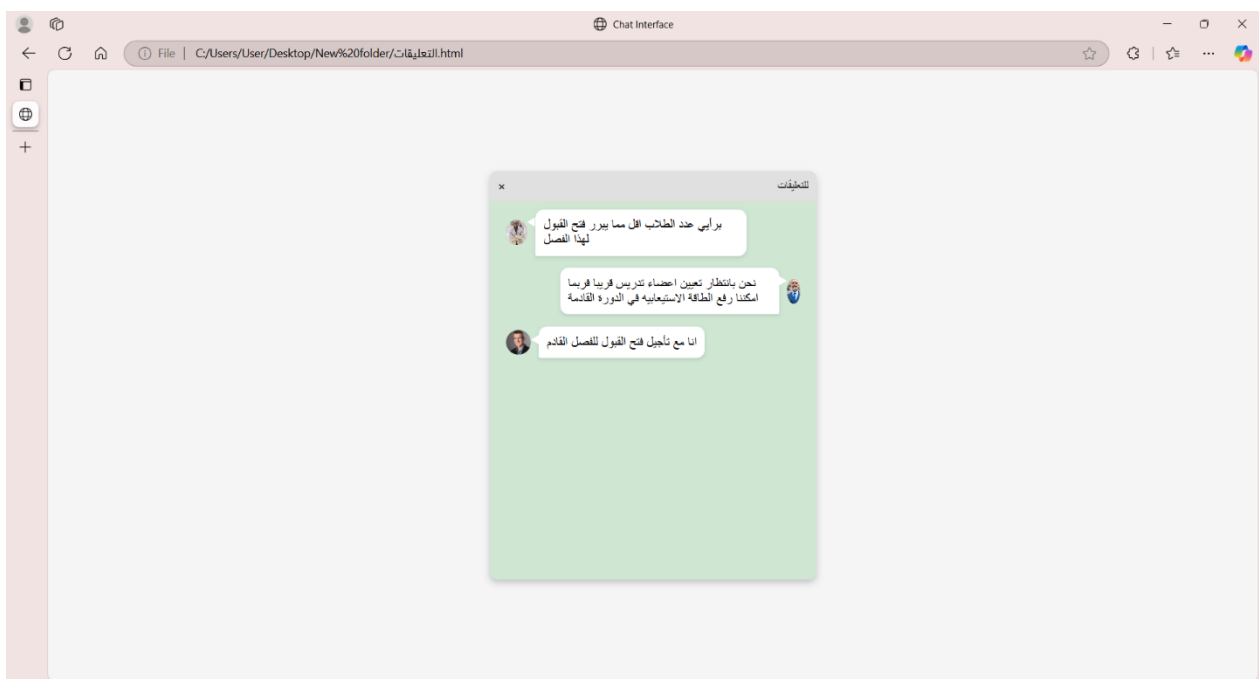 Chat Interface
File | C:/Users/User/Desktop/New%20folder/التعليقات.html
للتعليقات
×
برأيي عدد الطلاب اقل مما يبرر فتح القبول
لهذا الفصل
نحن بانتظار تعيين اعضاء تدريس قريبا فربما
امكننا رفع الطاقة الاستيعابيه في الدورة القادمة
انا مع تأجيل فتح القبول للفصل القادم